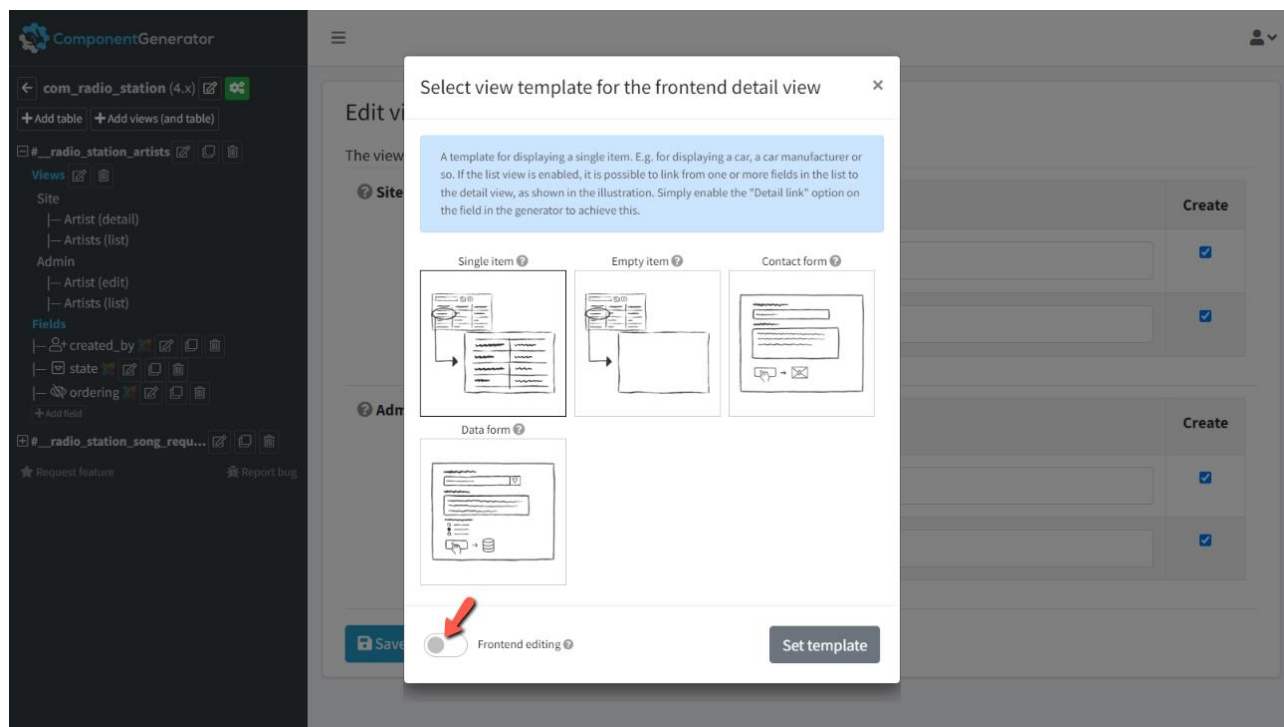 ComponentGenerator
com_radio_station (4.x)
+Add table +Add views (and table)
#__radio_station_artists
Views
Site
|— Artist (detail)
|— Artists (list)
Admin
|— Artist (edit)
|— Artists (list)
Fields
|— created_by
|— state
|— ordering
+Add field
#__radio_station_song_requ...
Request feature Report bug
Edit vi
The view
Site
Create
Adm
Create
Save
Select view template for the frontend detail view ×
A template for displaying a single item. E.g. for displaying a car, a car manufacturer or
so. If the list view is enabled, it is possible to link from one or more fields in the list to
the detail view, as shown in the illustration. Simply enable the "Detail link" option on
the field in the generator to achieve this.
Single item Empty item Contact form
Data form
Frontend editing Set template